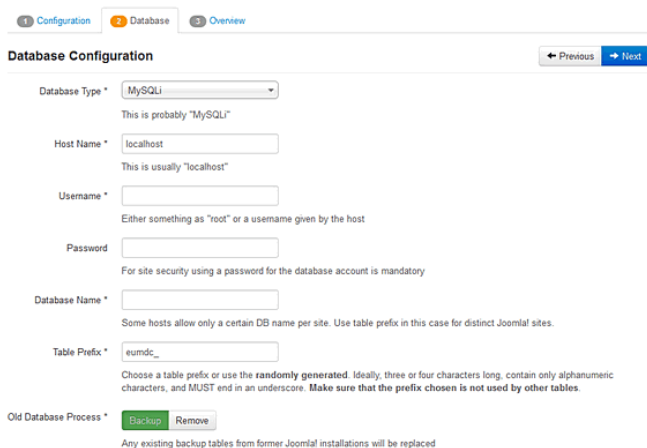 1 Configuration 2 Database 3 Overview
Database Configuration
Previous Next
Database Type * MySQLi
This is probably "MySQLi"
Host Name * localhost
This is usually "localhost"
Username *
Either something as "root" or a username given by the host
Password
For site security using a password for the database account is mandatory
Database Name *
Some hosts allow only a certain DB name per site. Use table prefix in this case for distinct Joomla! sites.
Table Prefix * eumdc_
Choose a table prefix or use the randomly generated. Ideally, three or four characters long, contain only alphanumeric
characters, and MUST end in an underscore. Make sure that the prefix chosen is not used by other tables.
Old Database Process * Backup Remove
Any existing backup tables from former Joomla! installations will be replaced